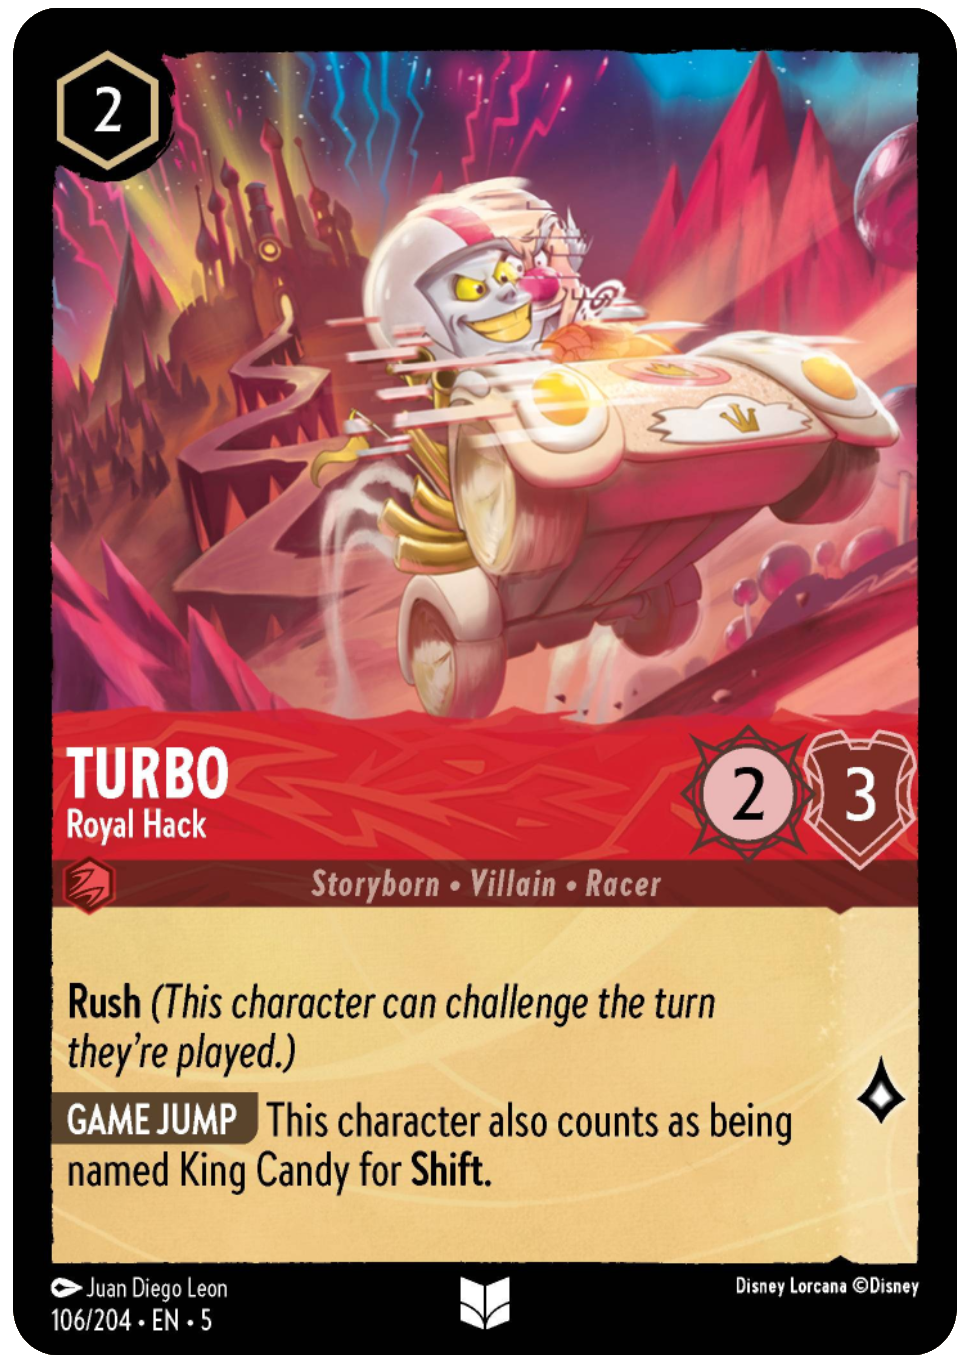 2
TURBO
Royal Hack
2
3
Storyborn • Villain • Racer
Rush (This character can challenge the turn
they're played.)
GAME JUMP This character also counts as being
named King Candy for Shift.
Juan Diego Leon
Disney Lorcana ©Disney
106/204 • EN • 5